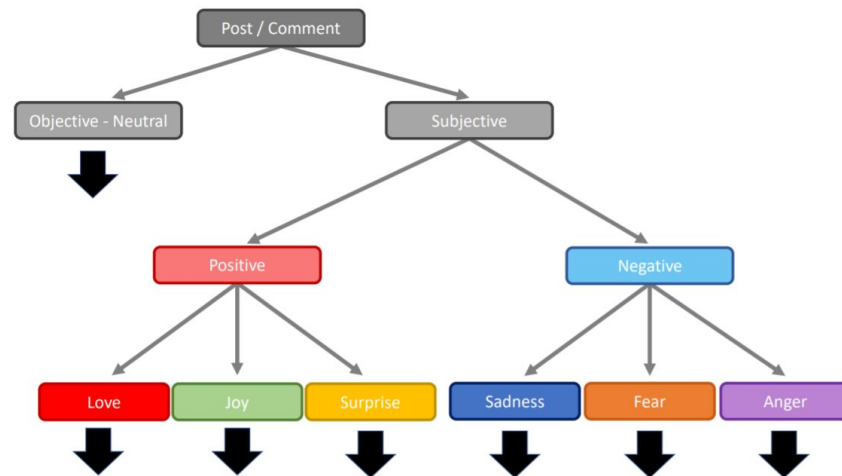 Post / Comment
Objective - Neutral
Subjective
Positive
Negative
Love
Joy
Surprise
Sadness
Fear
Anger